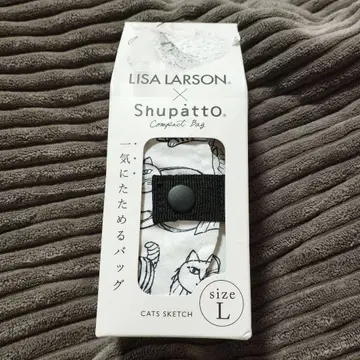 LISA LARSON®
×
Shupatto®
Compact Bag
一気にたためるバッグ
size
L
CATS SKETCH